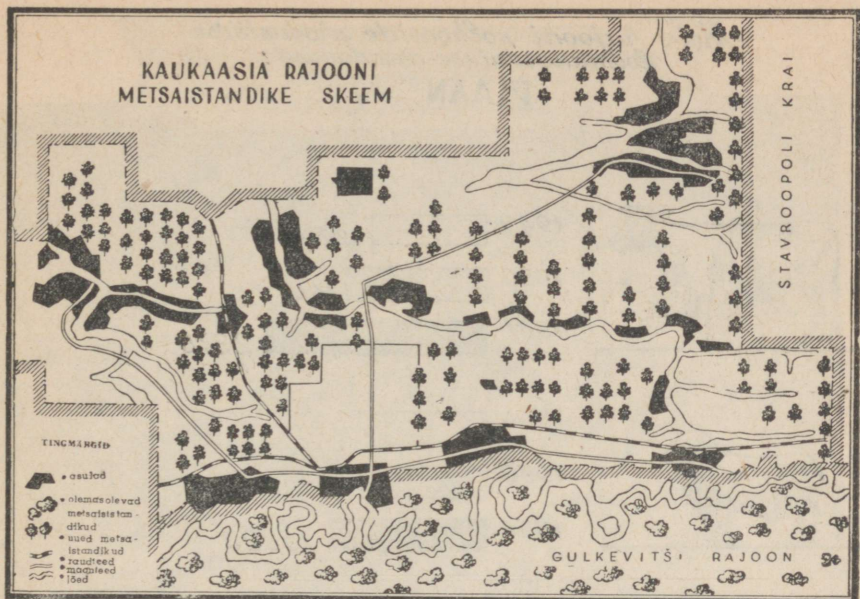 KAUKAASIA RAJOONI
METSAISTANDIKE SKEEM
STAVROOPOLI KRAI
TINGMÄRGID
• asulad
• olemasolevad
metsaistan-
dikud
• uued metsa-
istandikud
• raudteed
• maanteed
• jõed
GULKEVITŠI RAJOON